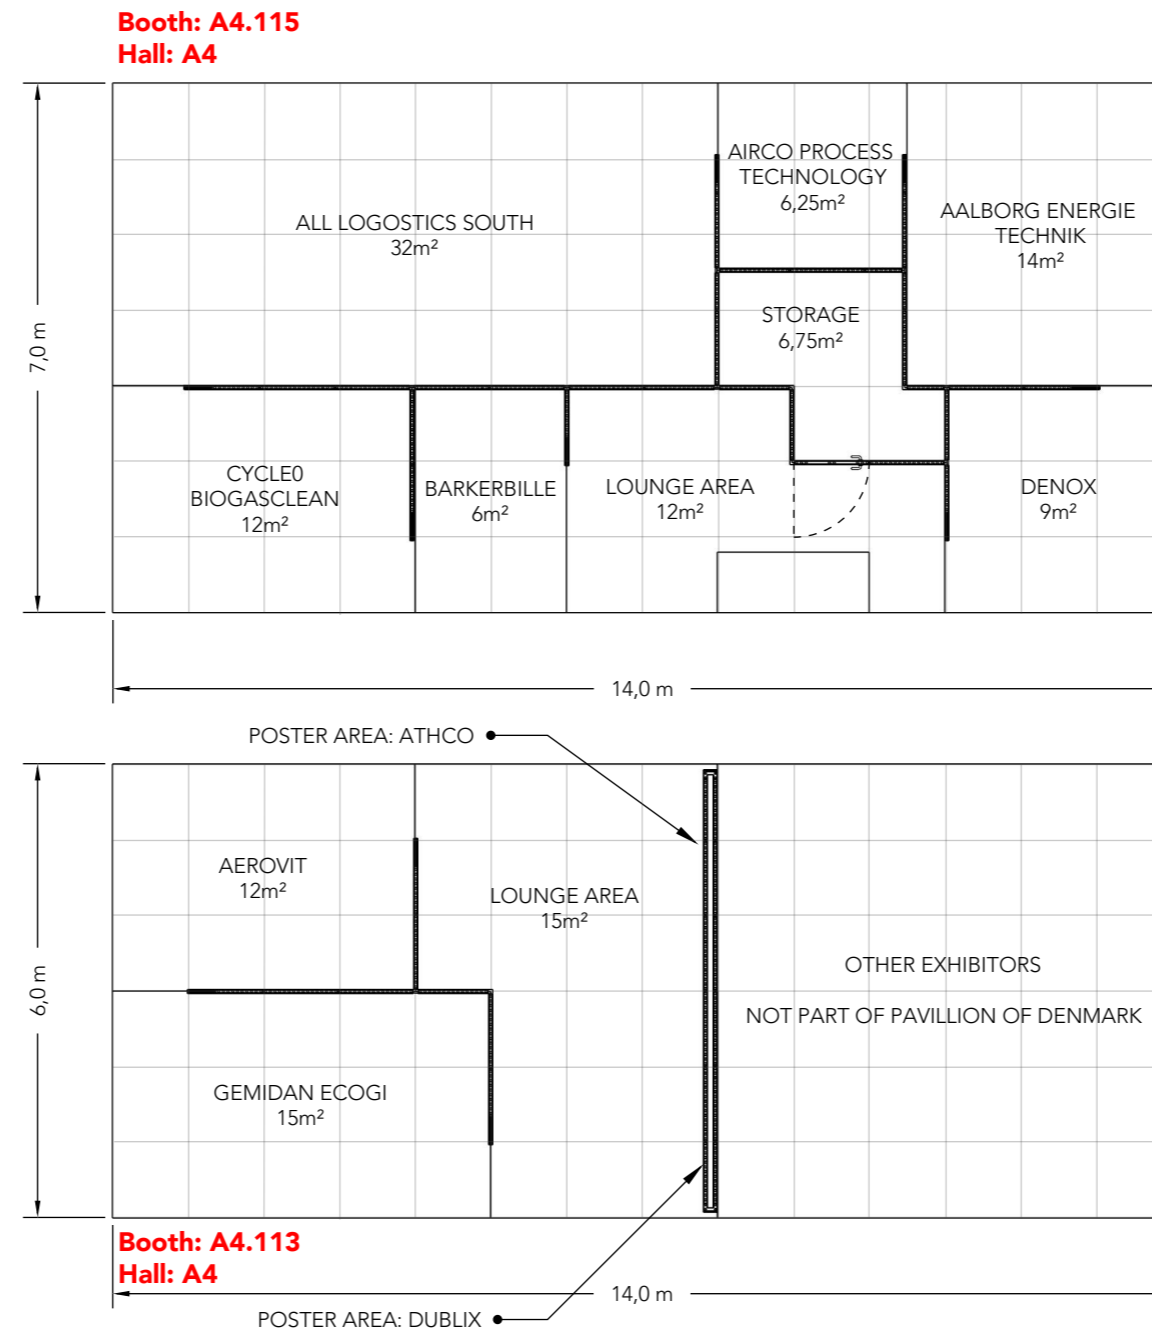 Booth: A4.115
Hall: A4
AIRCO PROCESS
TECHNOLOGY
6,25m²
ALL LOGOSTICS SOUTH
32m²
AALBORG ENERGIE
TECHNIK
14m²
STORAGE
6,75m²
7,0 m
CYCLE0
BIOGASCLEAN
12m²
BARKERBILLE
6m²
LOUNGE AREA
12m²
DENOX
9m²
14,0 m
POSTER AREA: ATHCO
AEROVIT
12m²
LOUNGE AREA
15m²
6,0 m
OTHER EXHIBITORS
NOT PART OF PAVILLION OF DENMARK
GEMIDAN ECOGI
15m²
Booth: A4.113
Hall: A4
14,0 m
POSTER AREA: DUBLIX